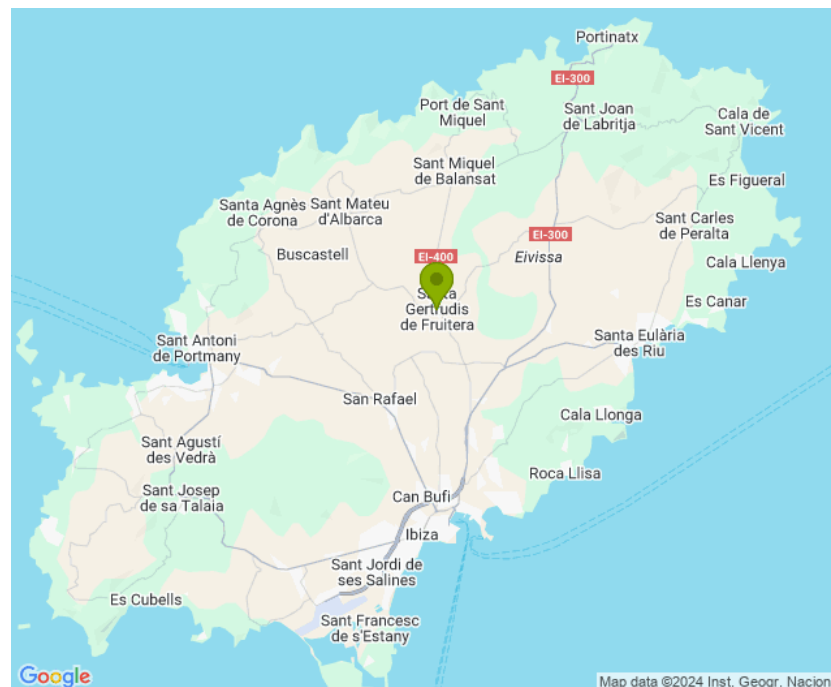 Portinatx
EI-300
Port de Sant
Miquel
Sant Joan
de Labritja
Cala de
Sant Vicent
Sant Miquel
de Balansat
Es Figueral
Santa Agnès
de Corona
Sant Mateu
d'Albarca
Sant Carles
de Peralta
EI-300
Buscastell
EI-400
Eivissa
Cala Llenya
Santa
Gertrudis
de Fruitera
Es Canar
Sant Antoni
de Portmany
Santa Eulària
des Riu
San Rafael
Cala Llonga
Sant Agustí
des Vedrà
Roca Llisa
Sant Josep
de sa Talaia
Can Bufi
Ibiza
Sant Jordi de
ses Salines
Es Cubells
Sant Francesc
de s'Estany
Google
Map data ©2024 Inst. Geogr. Nacion